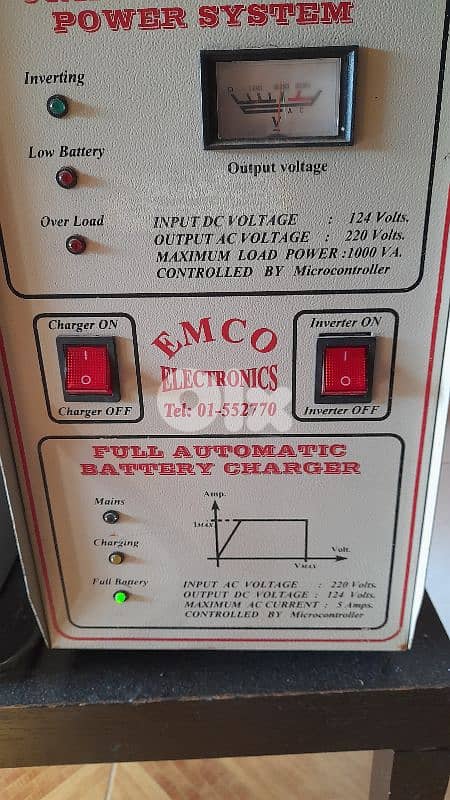 POWER SYSTEM
Inverting
Low Battery
Over Load
V
A C
Output voltage
INPUT DC VOLTAGE : 124 Volts.
OUTPUT AC VOLTAGE : 220 Volts.
MAXIMUM LOAD POWER :1000 VA.
CONTROLLED BY Microcontroller
Charger ON
Charger OFF
EMCO
ELECTRONICS
Tel: 01-552770
Inverter ON
Inverter OFF
FULL AUTOMATIC
BATTERY CHARGER
Mains
Charging
Full Battery
Amp.
IMAX
Volt.
VMAX
INPUT AC VOLTAGE : 220 Volts.
OUTPUT DC VOLTAGE : 124 Volts.
MAXIMUM AC CURRENT : 5 Amps.
CONTROLLED BY Microcontroller